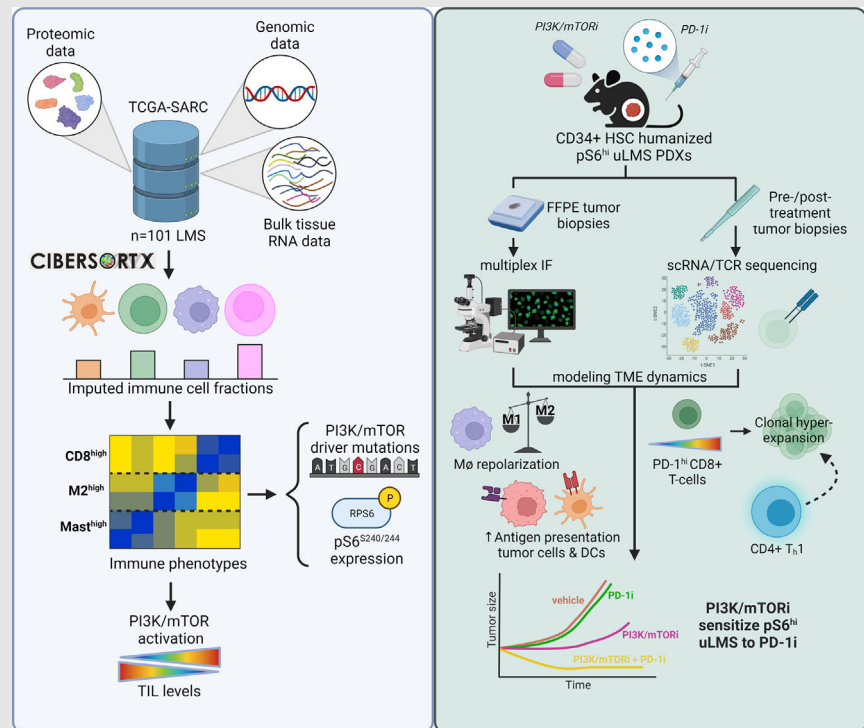 Proteomic
data
Genomic
data
TCGA-SARC
n=101 LMS
Bulk tissue
RNA data
CIBERSORTX
Imputed immune cell fractions
CD8high
M2high
Masthigh
Immune phenotypes
PI3K/mTOR
driver mutations
A T G C G A C T
P
RPS6
pS6S240/244
expression
PI3K/mTOR
activation
TIL levels
PI3K/mTORi
PD-1i
CD34+ HSC humanized
pS6hi uLMS PDXs
FFPE tumor
biopsies
Pre-/post-
treatment
tumor biopsies
multiplex IF
scRNA/TCR sequencing
t-SNE2
t-SNE1
modeling TME dynamics
M1
M2
Mø repolarization
↑Antigen presentation
tumor cells & DCs
PD-1hi CD8+
T-cells
Clonal hyper-
expansion
CD4+ Th1
Tumor size
vehicle
PD-1i
PI3K/mTORi
PI3K/mTORi + PD-1i
Time
PI3K/mTORi
sensitize pS6hi
uLMS to PD-1i